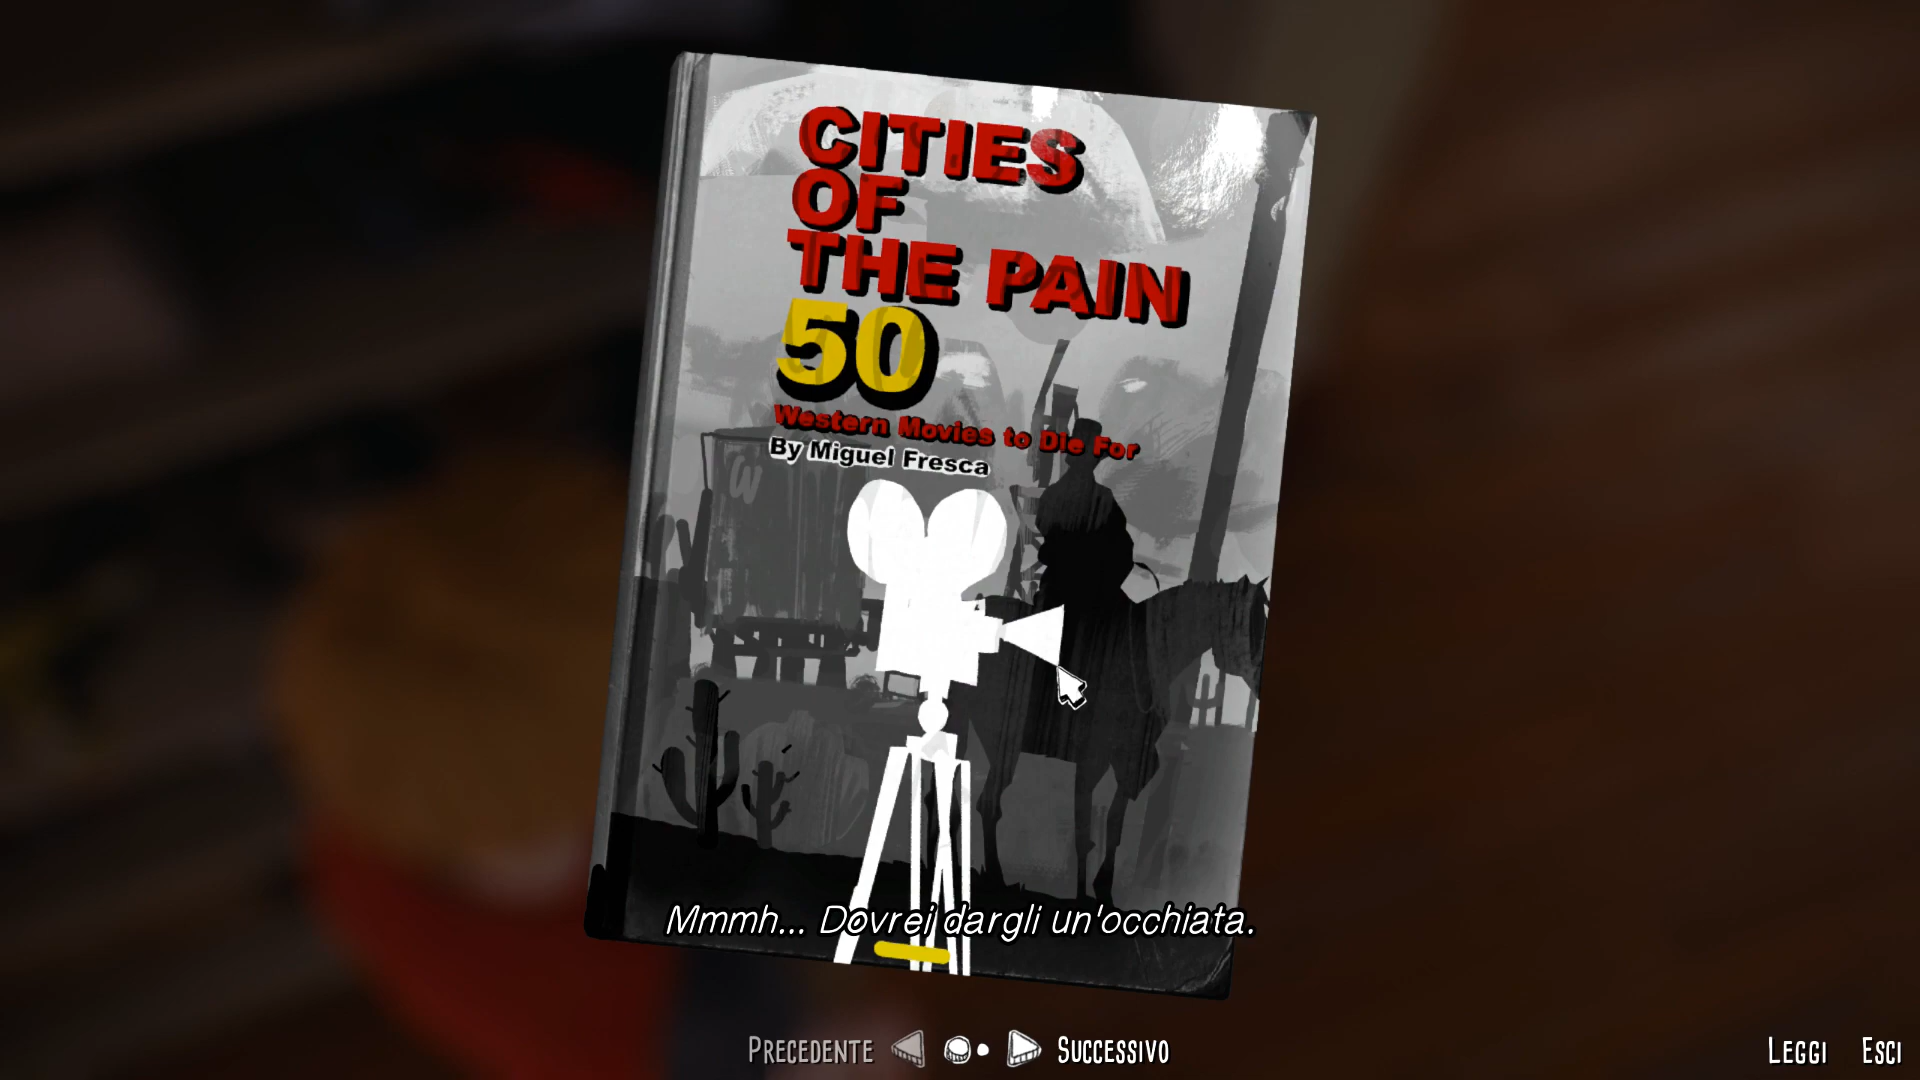 CITIES
OF
THE PAIN
50
Western Movies to Die For
By Miguel Fresca
W
Mmmh... Dovrei dargli un'occhiata.
PRECEDENTE SUCCESSIVO
LEGGI ESCI